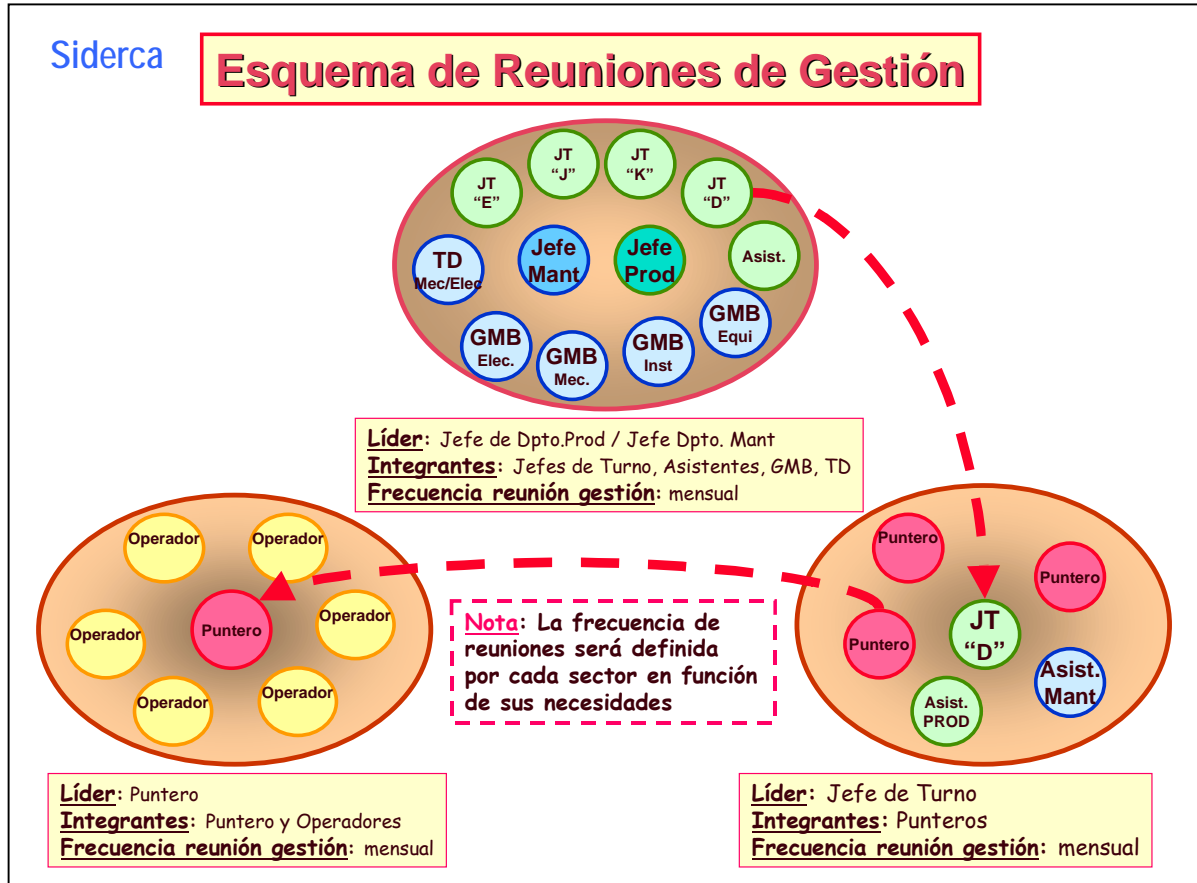 Siderca
Esquema de Reuniones de Gestión
JT
“E”
JT
“J”
JT
“K”
JT
“D”
TD
Mec/Elec
Jefe
Mant
Jefe
Prod
Asist.
GMB
Elec.
GMB
Mec.
GMB
Inst
GMB
Equi
Líder: Jefe de Dpto.Prod / Jefe Dpto. Mant
Integrantes: Jefes de Turno, Asistentes, GMB, TD
Frecuencia reunión gestión: mensual
Operador
Operador
Operador
Puntero
Operador
Operador
Operador
Líder: Puntero
Integrantes: Puntero y Operadores
Frecuencia reunión gestión: mensual
Nota: La frecuencia de
reuniones será definida
por cada sector en función
de sus necesidades
Puntero
Puntero
Puntero
JT
“D”
Asist.
Mant
Asist.
PROD
Líder: Jefe de Turno
Integrantes: Punteros
Frecuencia reunión gestión: mensual